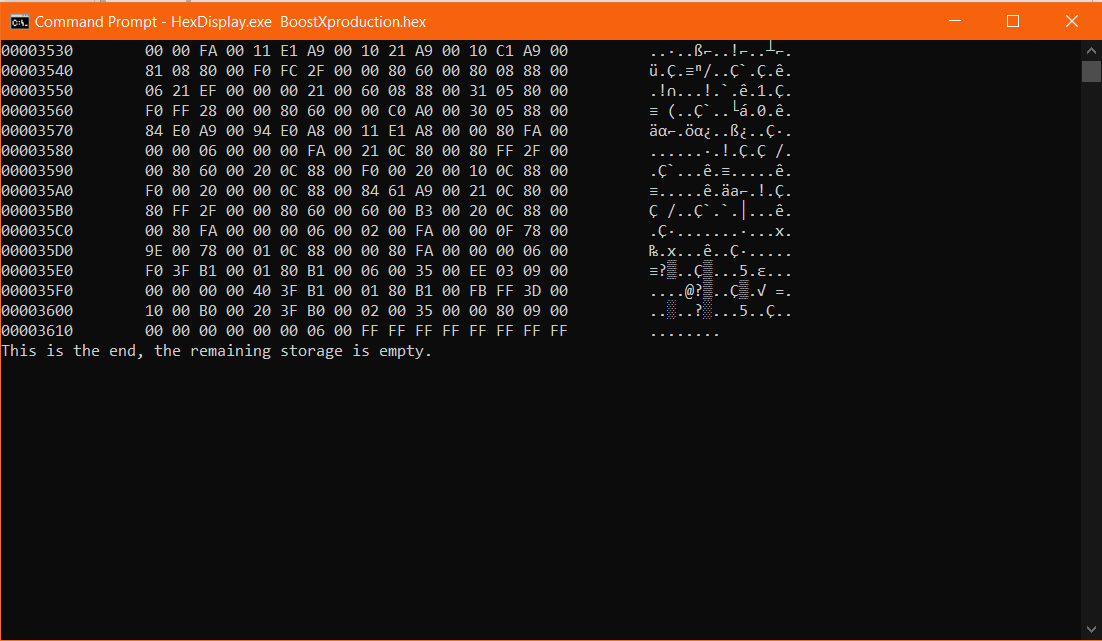 Command Prompt - HexDisplay.exe  BoostXproduction.hex
00003530 00 00 FA 00 11 E1 A9 00 10 21 A9 00 10 C1 A9 00 ..·..ß⌐..!⌐..┴⌐.
00003540 81 08 80 00 F0 FC 2F 00 00 80 60 00 80 08 88 00 ü.Ç.≡ⁿ/..Ç`.Ç.ê.
00003550 06 21 EF 00 00 00 21 00 60 08 88 00 31 05 80 00 .!∩...!.`.ê.1.Ç.
00003560 F0 FF 28 00 00 80 60 00 00 C0 A0 00 30 05 88 00 ≡ (..Ç`..└á.0.ê.
00003570 84 E0 A9 00 94 E0 A8 00 11 E1 A8 00 00 80 FA 00 äα⌐.öα¿..ß¿..Ç·.
00003580 00 00 06 00 00 00 FA 00 21 0C 80 00 80 FF 2F 00 ......·.!.Ç.Ç /.
00003590 00 80 60 00 20 0C 88 00 F0 00 20 00 10 0C 88 00 .Ç`...ê.≡.....ê.
000035A0 F0 00 20 00 00 0C 88 00 84 61 A9 00 21 0C 80 00 ≡.....ê.äa⌐.!.Ç.
000035B0 80 FF 2F 00 00 80 60 00 60 00 B3 00 20 0C 88 00 Ç /..Ç`.`.│...ê.
000035C0 00 80 FA 00 00 00 06 00 02 00 FA 00 00 0F 78 00 .Ç·.......·...x.
000035D0 9E 00 78 00 01 0C 88 00 00 80 FA 00 00 00 06 00 ₧.x...ê..Ç·.....
000035E0 F0 3F B1 00 01 80 B1 00 06 00 35 00 EE 03 09 00 ≡?▒..Ç▒...5.ε...
000035F0 00 00 00 00 40 3F B1 00 01 80 B1 00 FB FF 3D 00 ....@?▒..Ç▒.√ =.
00003600 10 00 B0 00 20 3F B0 00 02 00 35 00 00 80 09 00 ..░..?░...5..Ç..
00003610 00 00 00 00 00 00 06 00 FF FF FF FF FF FF FF FF ........
This is the end, the remaining storage is empty.